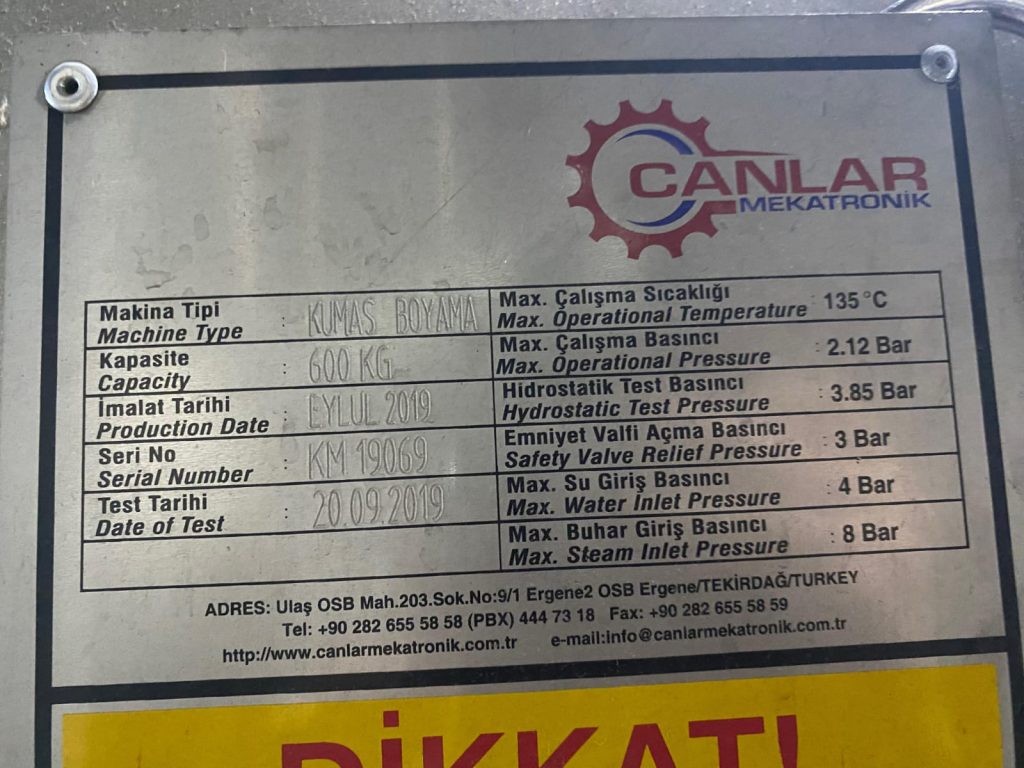 CANLAR
MEKATRONİK
Makina Tipi
Machine Type : KUMAS BOYAMA
Kapasite
Capacity : 600 KG
İmalat Tarihi
Production Date : EYLUL 2019
Seri No
Serial Number : KM 19069
Test Tarihi
Date of Test : 20.09.2019
Max. Çalışma Sıcaklığı
Max. Operational Temperature : 135 °C
Max. Çalışma Basıncı
Max. Operational Pressure : 2.12 Bar
Hidrostatik Test Basıncı
Hydrostatic Test Pressure : 3.85 Bar
Emniyet Valfi Açma Basıncı
Safety Valve Relief Pressure : 3 Bar
Max. Su Giriş Basıncı
Max. Water Inlet Pressure : 4 Bar
Max. Buhar Giriş Basıncı
Max. Steam Inlet Pressure : 8 Bar
ADRES: Ulaş OSB Mah.203.Sok.No:9/1 Ergene2 OSB Ergene/TEKİRDAĞ/TURKEY
Tel: +90 282 655 58 58 (PBX) 444 73 18 Fax: +90 282 655 58 59
http://www.canlarmekatronik.com.tr e-mail:info@canlarmekatronik.com.tr
DİKKAT!